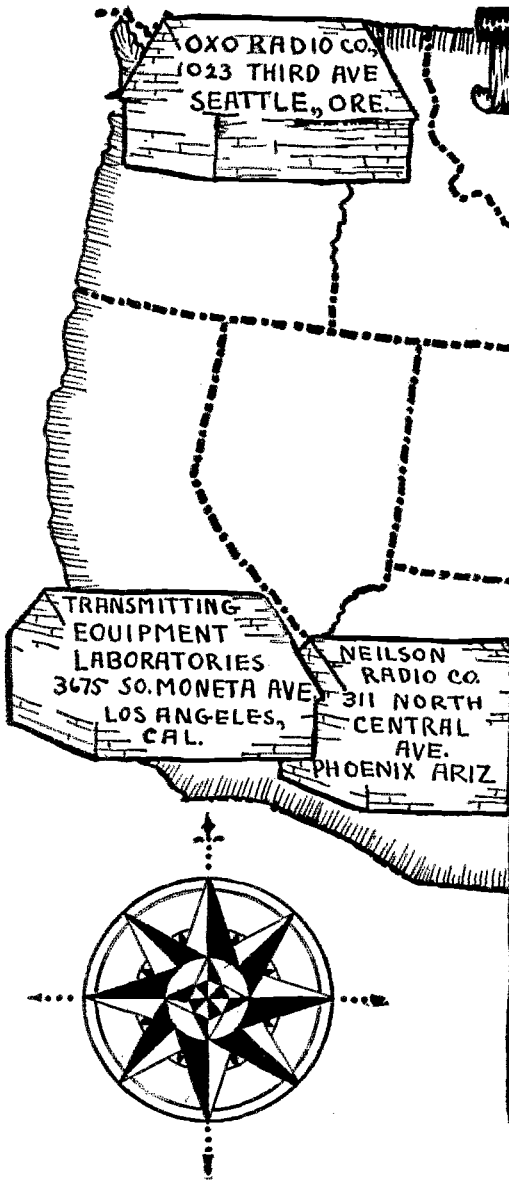 OXO RADIO CO.,
1023 THIRD AVE
SEATTLE,, ORE.
TRANSMITTING
EQUIPMENT
LABORATORIES
3675 SO. MONETA AVE
LOS ANGELES,,
CAL.
NEILSON
RADIO CO.
311 NORTH
CENTRAL
AVE.
PHOENIX ARIZ